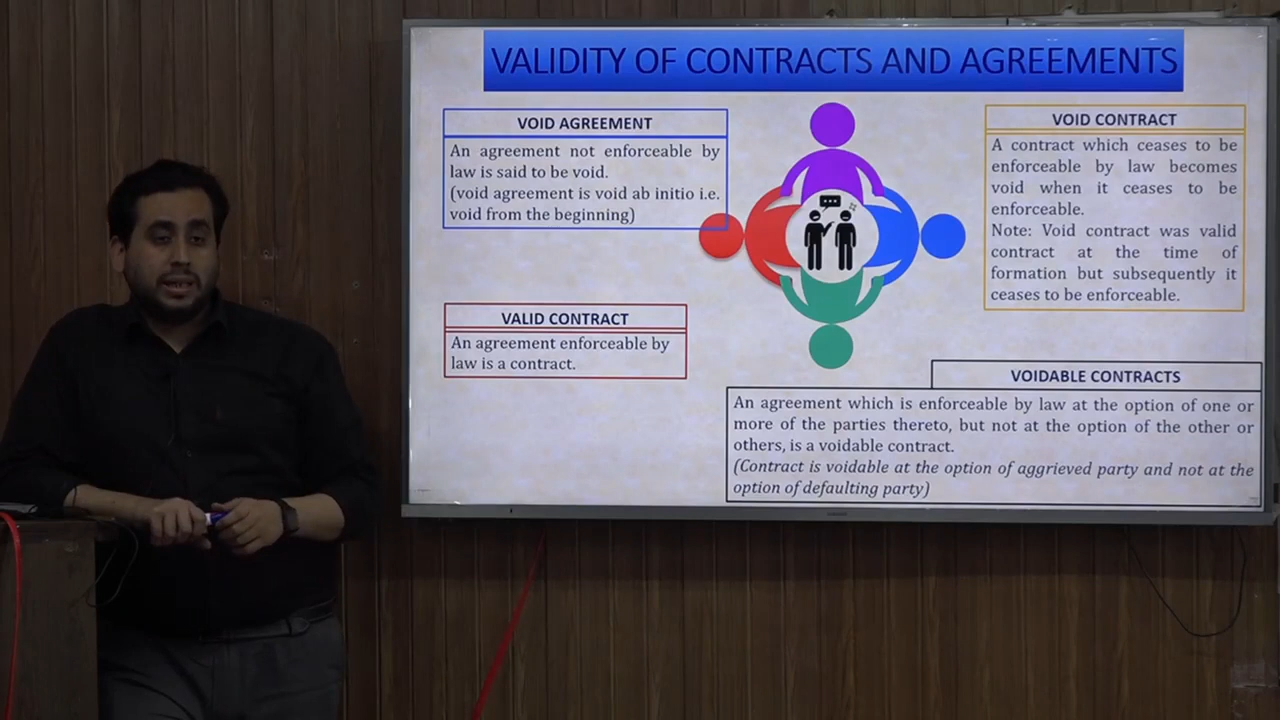 VALIDITY OF CONTRACTS AND AGREEMENTS
VOID AGREEMENT
An agreement not enforceable by
law is said to be void.
(void agreement is void ab initio i.e.
void from the beginning)
VOID CONTRACT
A contract which ceases to be
enforceable by law becomes
void when it ceases to be
enforceable.
Note: Void contract was valid
contract at the time of
formation but subsequently it
ceases to be enforceable.
VALID CONTRACT
An agreement enforceable by
law is a contract.
VOIDABLE CONTRACTS
An agreement which is enforceable by law at the option of one or
more of the parties thereto, but not at the option of the other or
others, is a voidable contract.
(Contract is voidable at the option of aggrieved party and not at the
option of defaulting party)